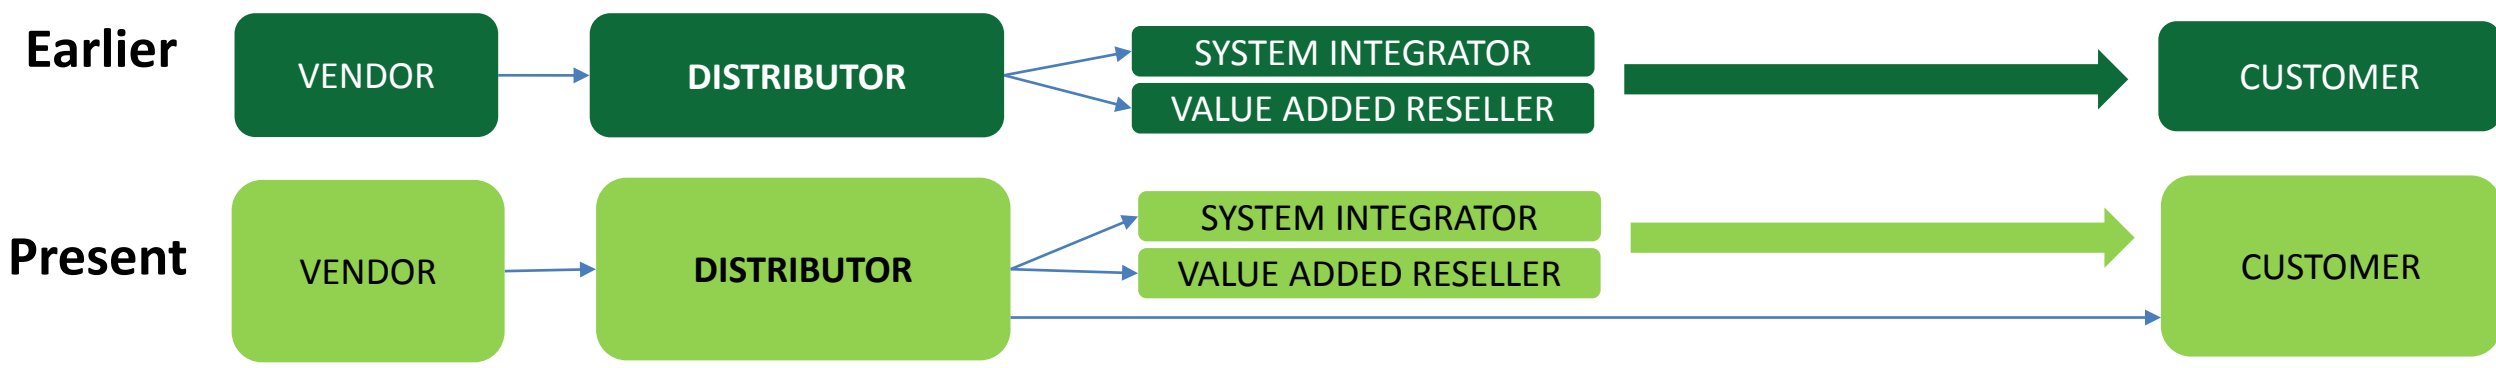 Earlier
VENDOR
DISTRIBUTOR
SYSTEM INTEGRATOR
VALUE ADDED RESELLER
CUSTOMER
Present
VENDOR
DISTRIBUTOR
SYSTEM INTEGRATOR
VALUE ADDED RESELLER
CUSTOMER